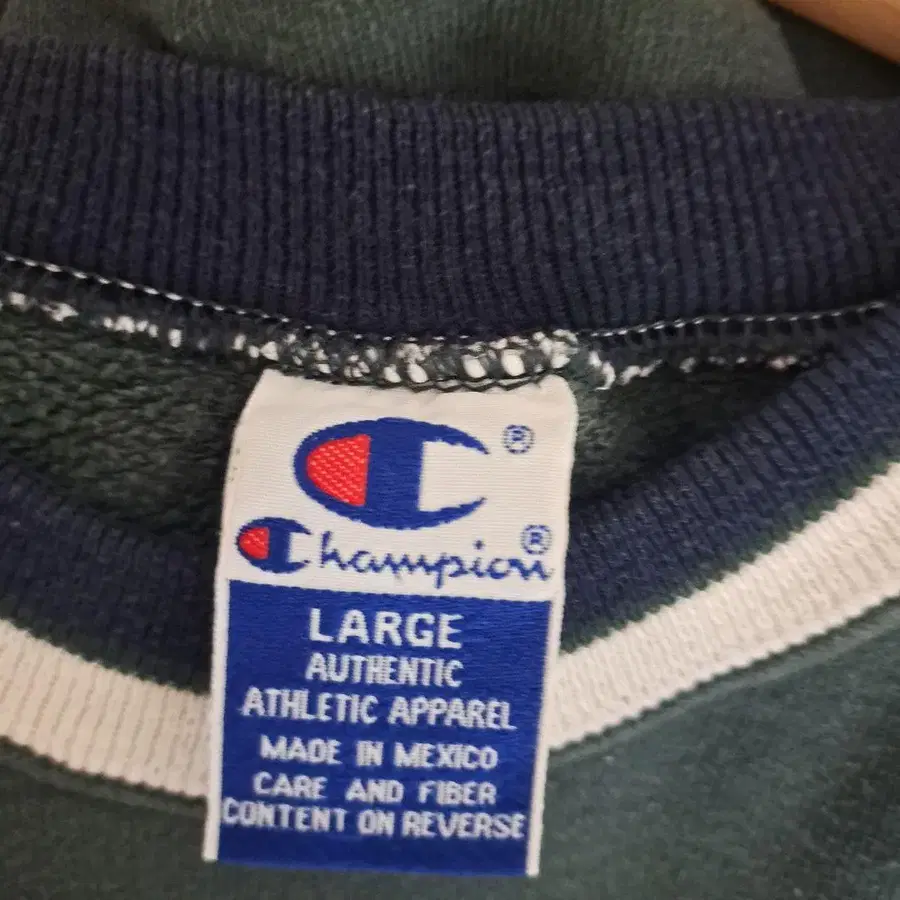 ®
Champion®
LARGE
AUTHENTIC
ATHLETIC APPAREL
MADE IN MEXICO
CARE AND FIBER
CONTENT ON REVERSE